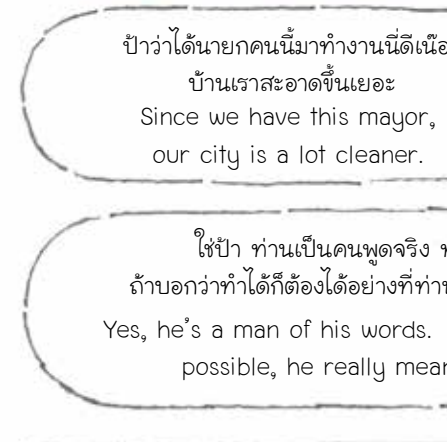 ป้าว่าได้นายกคนนี้มาทำงานนี่ดีเนือ
บ้านเราสะอาดขึ้นเยอะ
Since we have this mayor,
our city is a lot cleaner.
ใช่ป้า ท่านเป็นคนพูดจริง
ถ้าบอกว่าทำได้ก็ต้องได้อย่างที่
Yes, he's a man of his words.
possible, he really